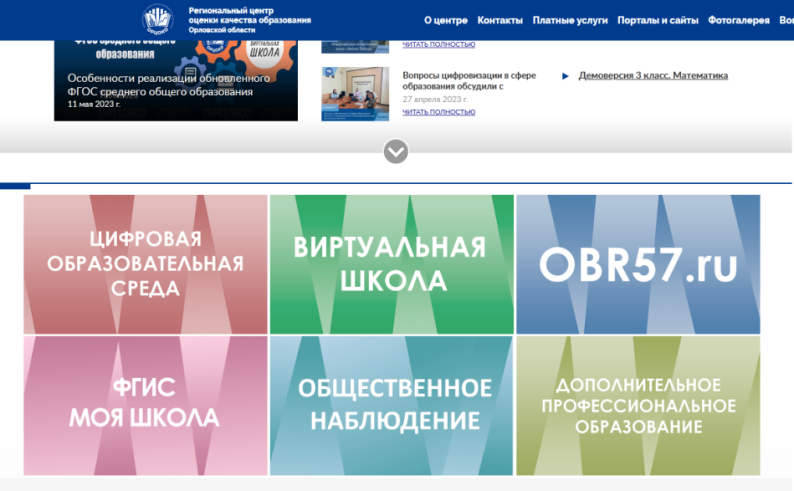 Региональный центр
оценки качества образования
Орловской области
О центре Контакты Платные услуги Порталы и сайты Фотогалерея
ФГОС среднего общего
образования
ВИРТУАЛЬНАЯ
ШКОЛА
Особенности реализации обновленного
ФГОС среднего общего образования
11 мая 2023 г.
ЧИТАТЬ ПОЛНОСТЬЮ
Вопросы цифровизации в сфере
образования обсудили с
27 апреля 2023 г.
ЧИТАТЬ ПОЛНОСТЬЮ
Демоверсия 3 класс. Математика
ЦИФРОВАЯ
ОБРАЗОВАТЕЛЬНАЯ
СРЕДА
ВИРТУАЛЬНАЯ
ШКОЛА
OBR57.ru
ФГИС
МОЯ ШКОЛА
ОБЩЕСТВЕННОЕ
НАБЛЮДЕНИЕ
ДОПОЛНИТЕЛЬНОЕ
ПРОФЕССИОНАЛЬНОЕ
ОБРАЗОВАНИЕ